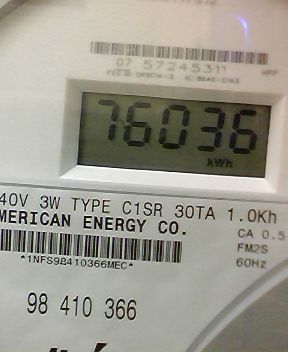 07 57245311
76036
kWh
40V 3W TYPE C1SR 30TA 1.0Kh
MERICAN ENERGY CO.
CA 0.5
FM2S
*1NFS98410366MEC*
60Hz
98 410 366